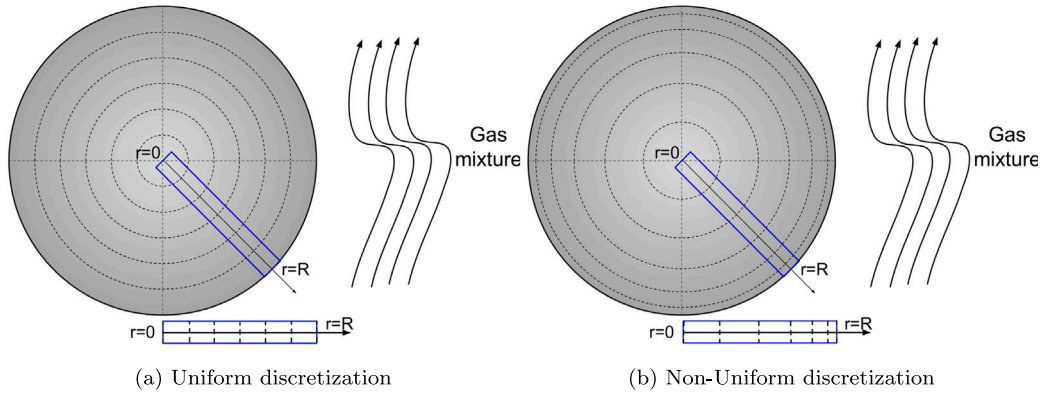 r=0
Gas
mixture
r=R
r=0
r=R
(a) Uniform discretization
r=0
Gas
mixture
r=R
r=0
r=R
(b) Non-Uniform discretization